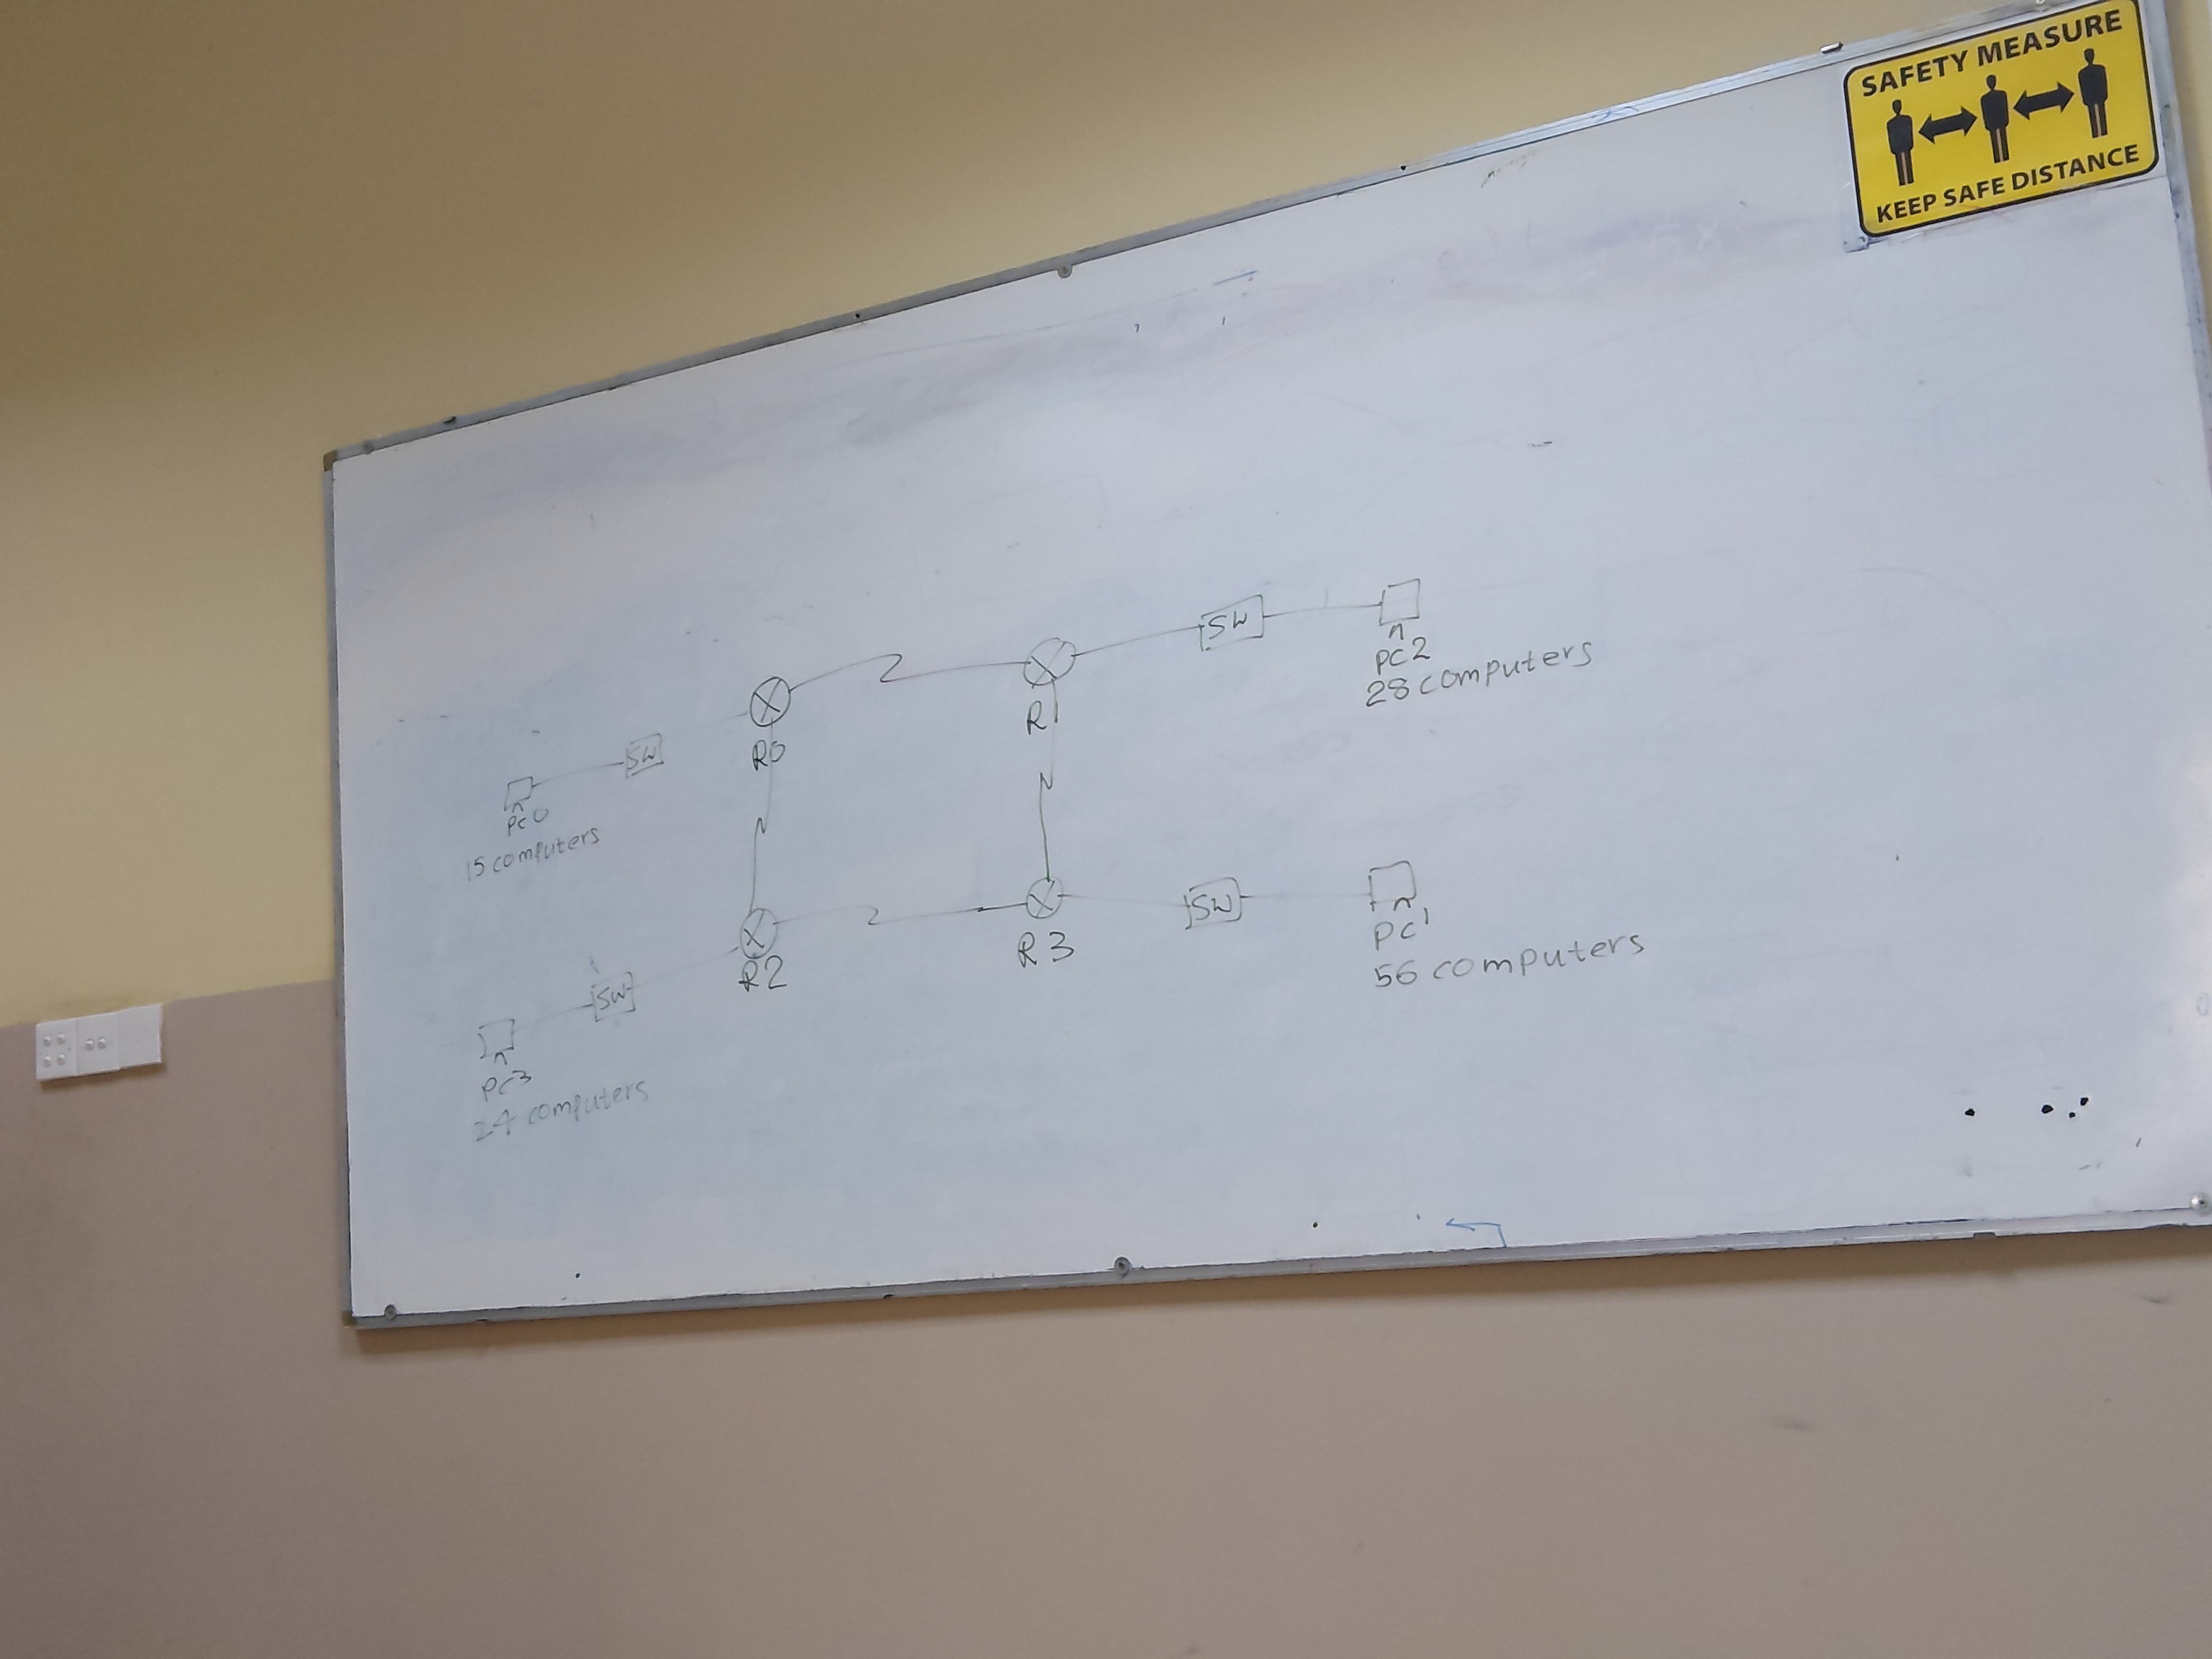 SAFETY MEASURE
KEEP SAFE DISTANCE
SW
PC2
28 computers
R1
R0
SW
PC0
15 computers
SW
PC1
56 computers
R3
R2
SW
PC3
24 computers